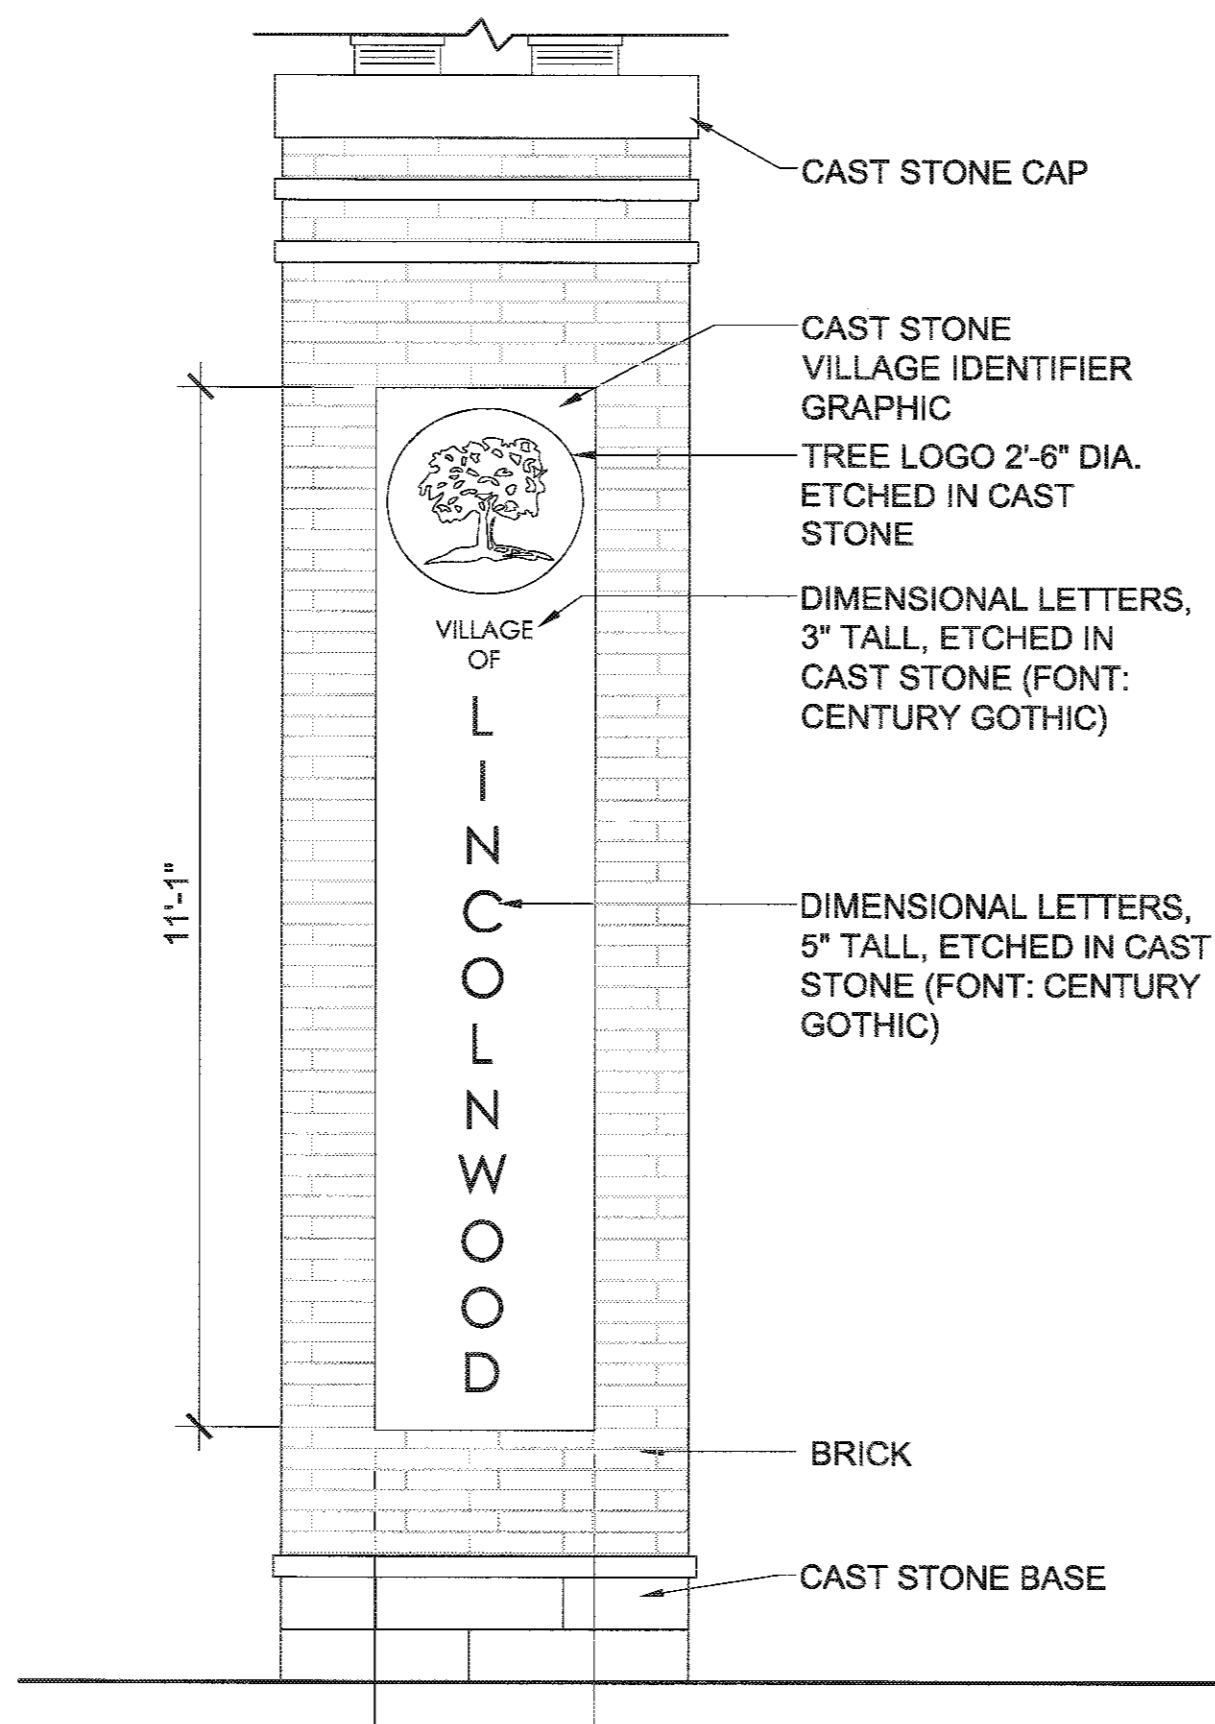 CAST STONE CAP
CAST STONE
VILLAGE IDENTIFIER
GRAPHIC
TREE LOGO 2'-6" DIA.
ETCHED IN CAST
STONE
DIMENSIONAL LETTERS,
3" TALL, ETCHED IN
CAST STONE (FONT:
CENTURY GOTHIC)
VILLAGE
OF
L
I
N
C
O
L
N
W
O
O
D
11'-1"
DIMENSIONAL LETTERS,
5" TALL, ETCHED IN CAST
STONE (FONT: CENTURY
GOTHIC)
BRICK
CAST STONE BASE